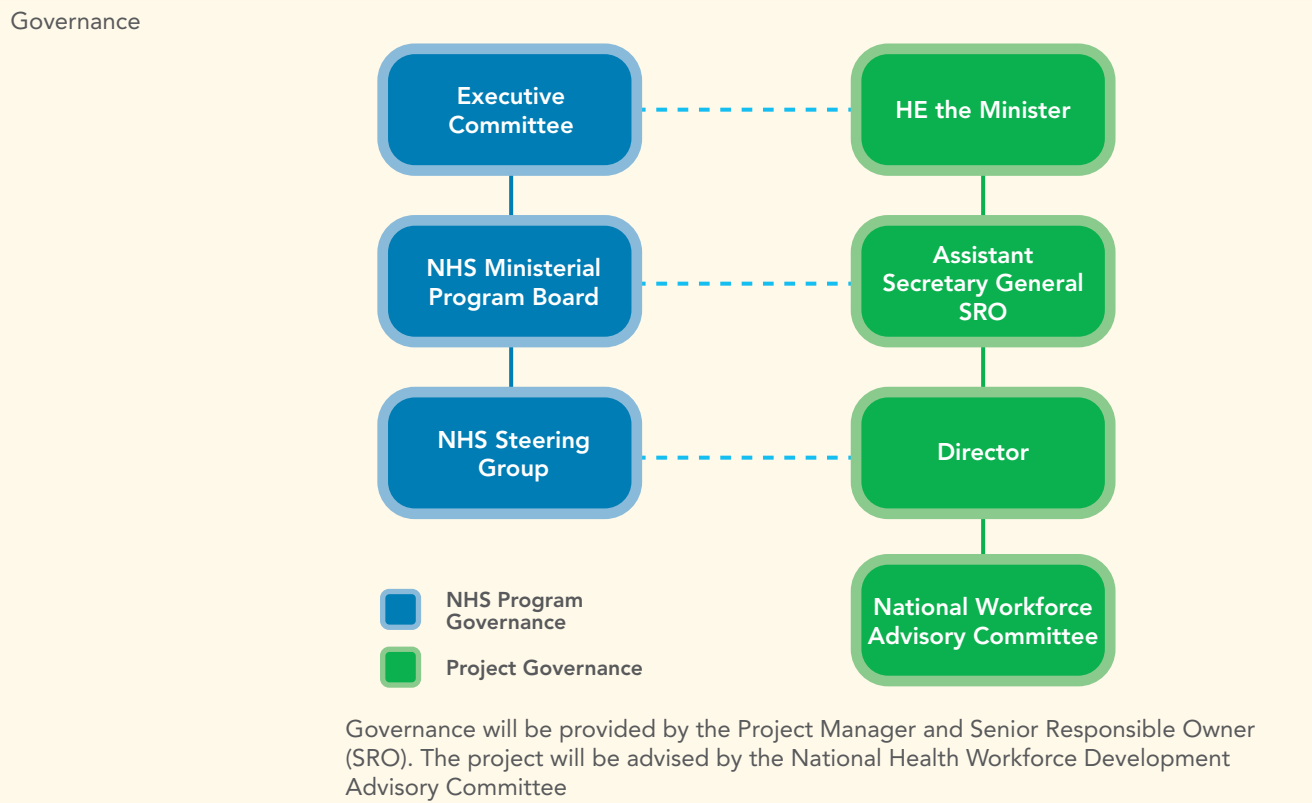 Governance
Executive
Committee
HE the Minister
NHS Ministerial
Program Board
Assistant
Secretary General
SRO
NHS Steering
Group
Director
National Workforce
Advisory Committee
NHS Program
Governance
Project Governance
Governance will be provided by the Project Manager and Senior Responsible Owner
(SRO). The project will be advised by the National Health Workforce Development
Advisory Committee